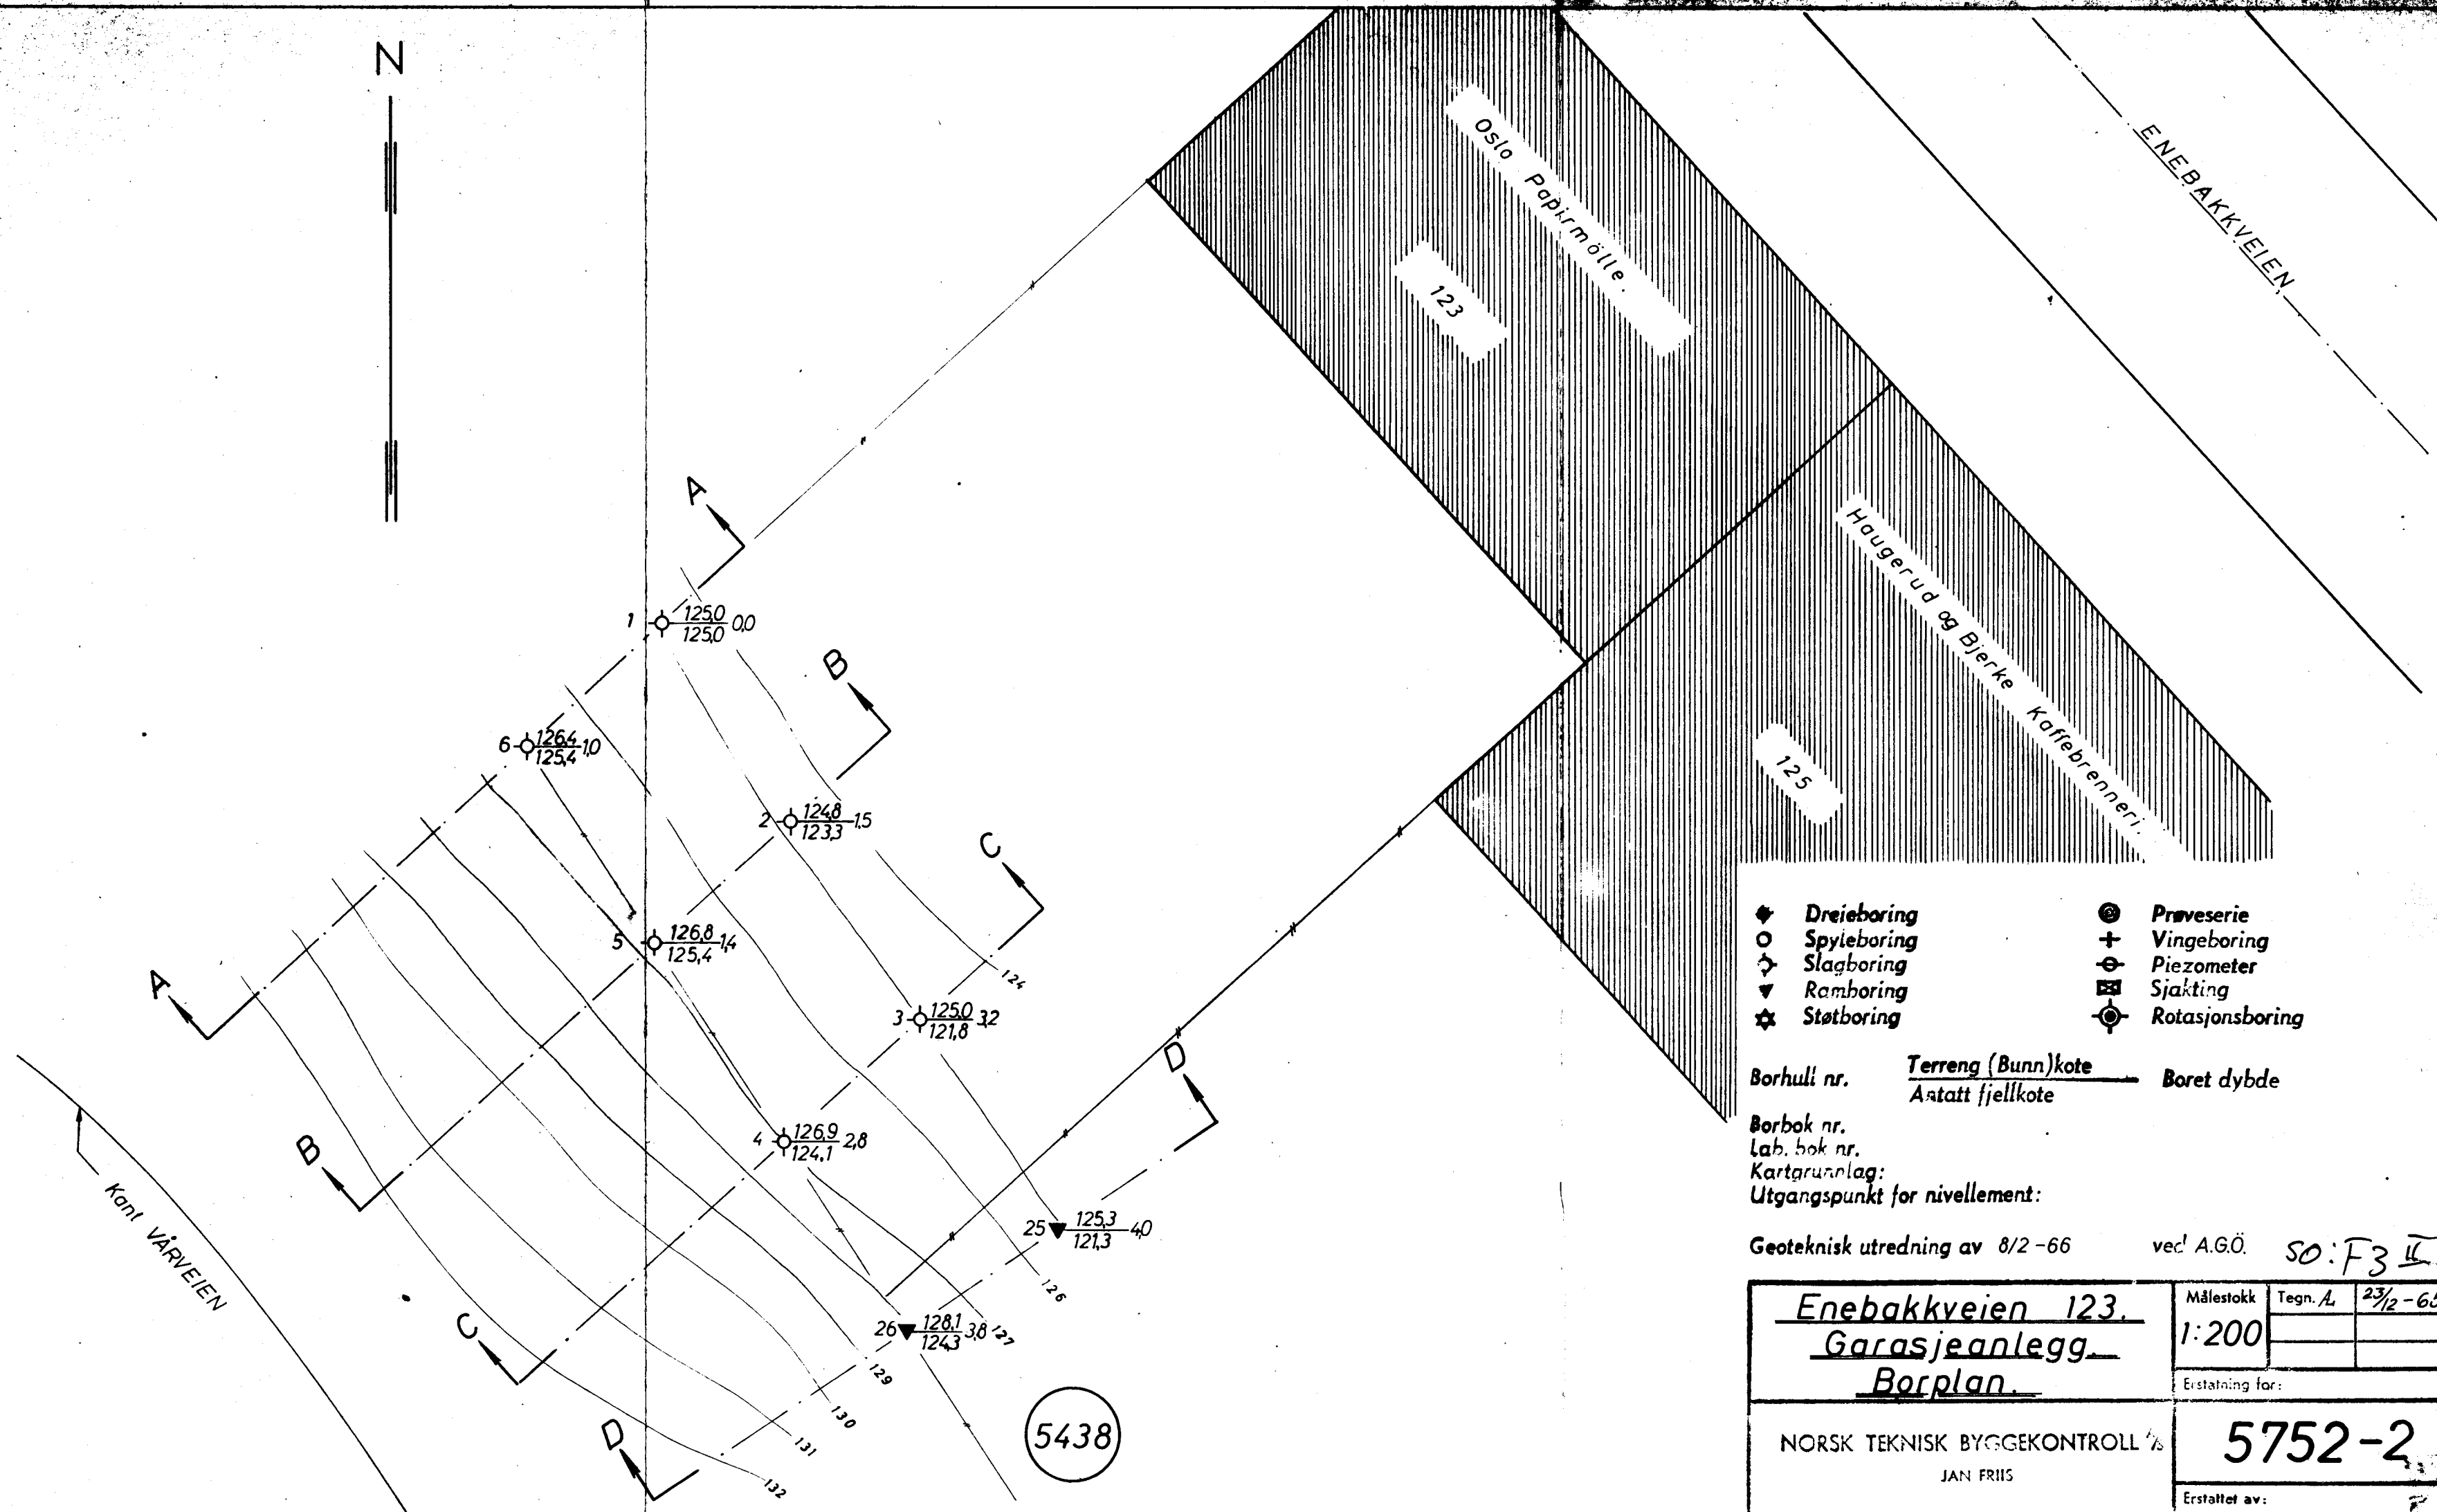 N
ENEBAKKVEIEN
Oslo Papirmölle.
123
Haugerud og Bjerke Kaffebrenneri.
125
A
B
C
D
A
B
C
D
1 125,0 0,0
125,0
6 126,4 1,0
125,4
2 124,8 1,5
123,3
5 126,8 1,4
125,4
3 125,0 3,2
121,8
4 126,9 2,8
124,1
25 125,3 4,0
121,3
26 128,1 3,8
124,3
124
126
127
129
130
131
132
Kant VÅRVEIEN
5438
Dreieboring
Spyleboring
Slagboring
Ramboring
Støtboring
Prøveserie
Vingeboring
Piezometer
Sjakting
Rotasjonsboring
Borhull nr. Terreng (Bunn)kote Boret dybde
Antatt fjellkote
Borbok nr.
Lab. bok nr.
Kartgrunnlag:
Utgangspunkt for nivellement:
Geoteknisk utredning av 8/2-66 ved A.G.Ö.
SO:F3 II
Enebakkveien 123.
Garasjeanlegg.
Borplan.
Målestokk
1:200
Tegn. 23/12-65
Erstatning for:
NORSK TEKNISK BYGGEKONTROLL A/S
JAN FRIIS
5752-2
Erstattet av: